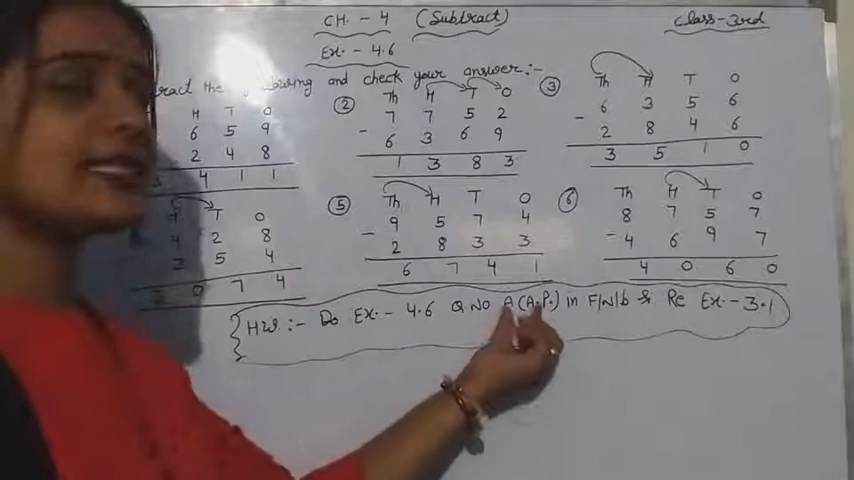 CH. - 4 (Subtract) Class-3rd
Ex. - 4.6
ract the ing and check your answer :-
H T O
6 5 9
2 4 8
4 1 1
② Th H T O
7 7 5 2
- 6 3 6 9
1 3 8 3
③ Th H T O
6 3 5 6
- 2 8 4 6
3 5 1 0
H T O
4 2 8
3 5 4
0 7 4
⑤ Th H T O
9 5 7 4
- 2 8 3 3
6 7 4 1
⑥ Th H T O
8 7 5 7
- 4 6 9 7
4 0 6 0
HW :- Do Ex. - 4.6 Q No A (A.P.) in F/N/b & Re Ex - 3.1